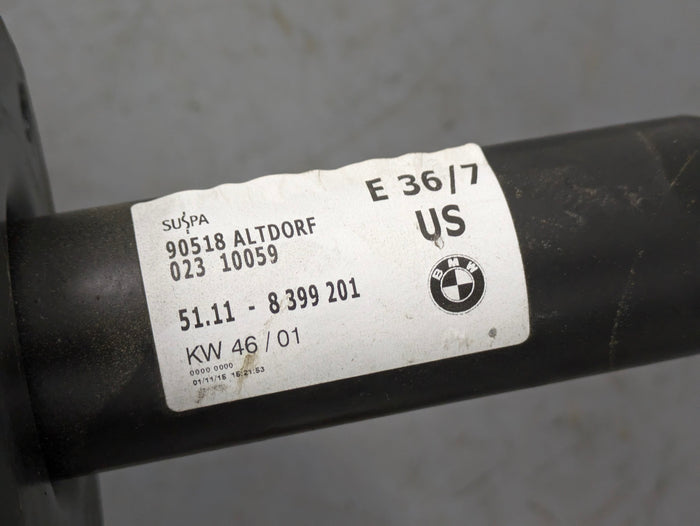 SUSPA
90518 ALTDORF
023 10059
E 36/7
US
BMW
51.11 - 8 399 201
KW 46/01
0000 0000
01/11/15 15:21:53